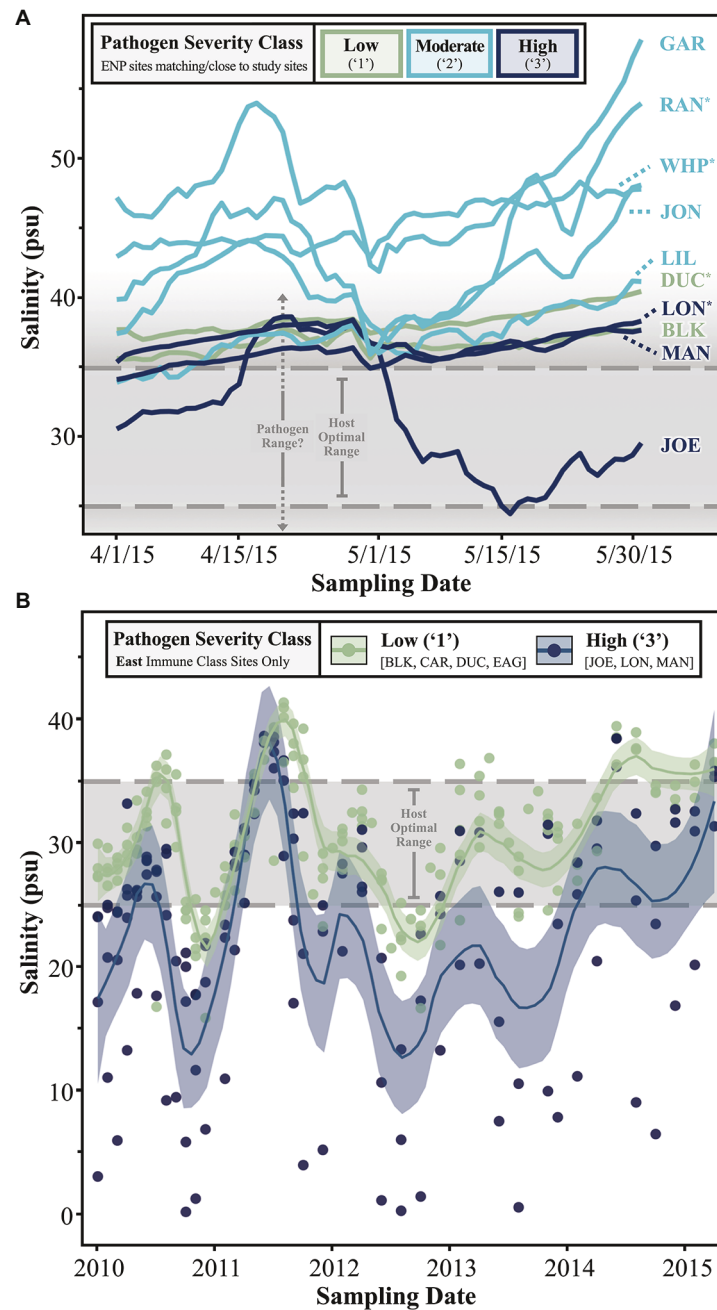 A
Pathogen Severity Class
ENP sites matching/close to study sites
Low
('1')
Moderate
('2')
High
('3')
GAR
RAN*
WHP*
JON
LIL
DUC*
LON*
BLK
MAN
JOE
50
40
30
Salinity (psu)
Pathogen
Range?
Host
Optimal
Range
4/1/15
4/15/15
5/1/15
5/15/15
5/30/15
Sampling Date
B
Pathogen Severity Class
East Immune Class Sites Only
Low ('1')
[BLK, CAR, DUC, EAG]
High ('3')
[JOE, LON, MAN]
40
30
20
10
0
Salinity (psu)
Host
Optimal
Range
2010
2011
2012
2013
2014
2015
Sampling Date